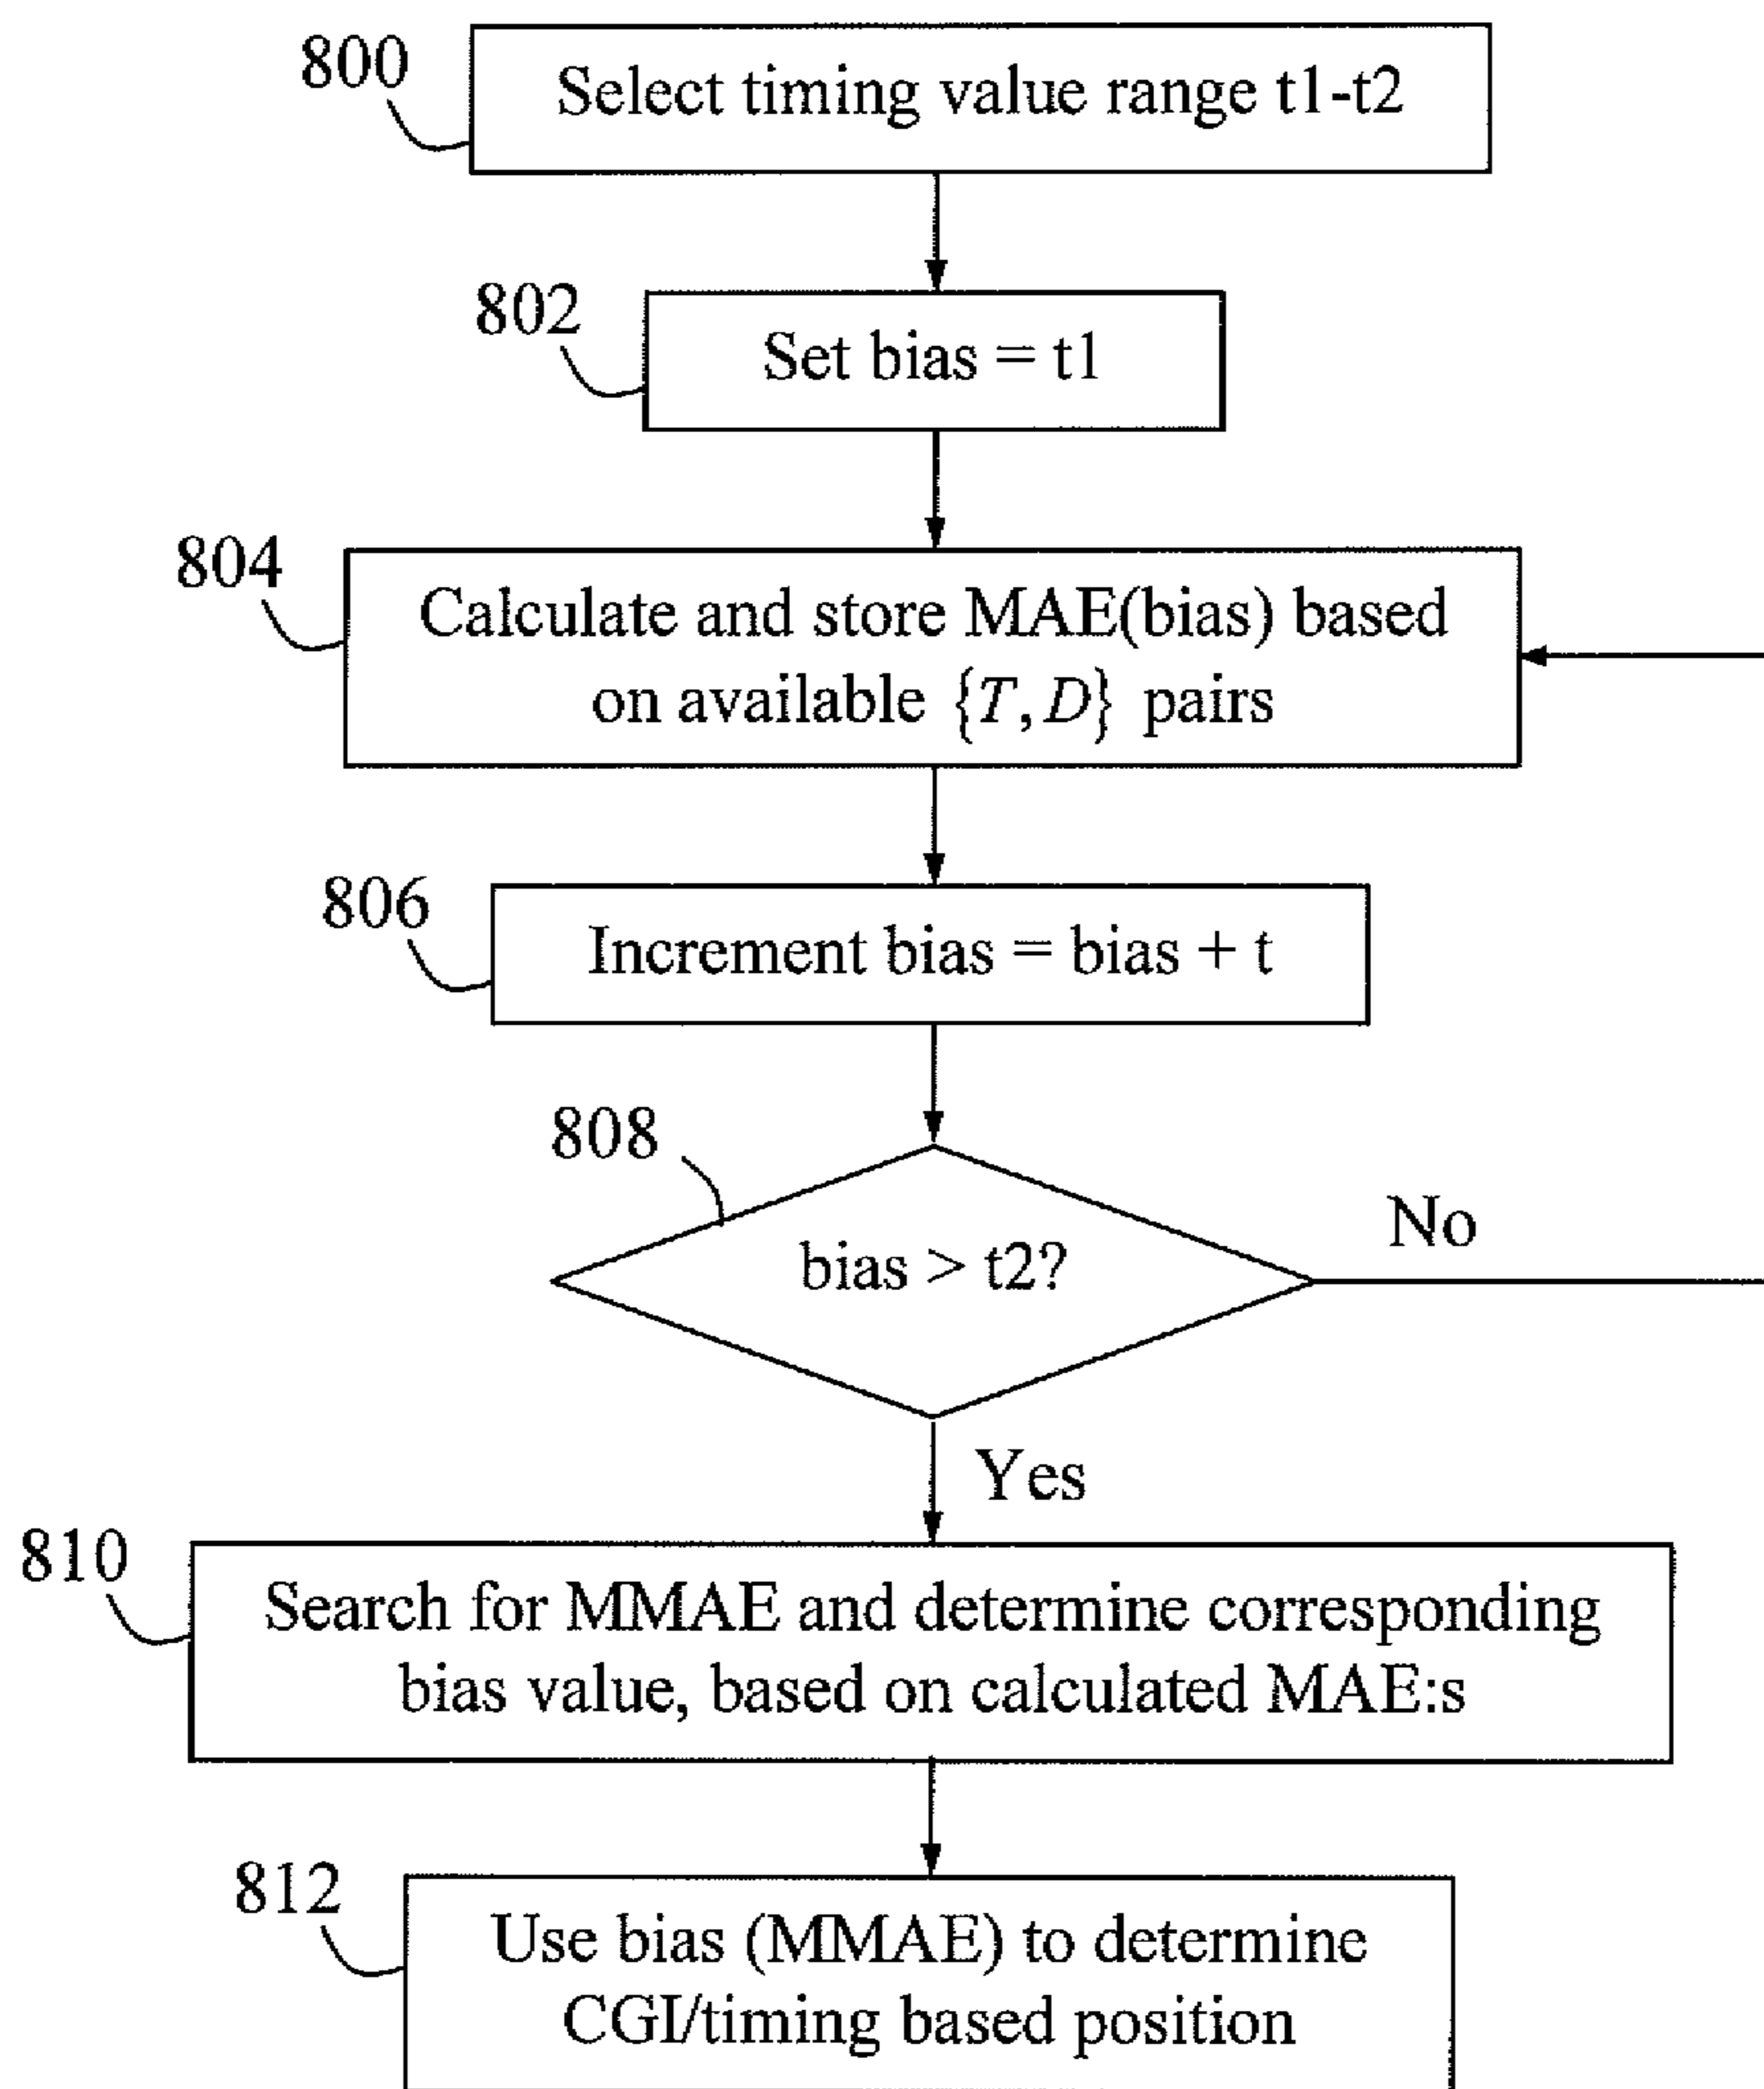 800
Select timing value range t1-t2
802
Set bias = t1
804
Calculate and store MAE(bias) based
on available {T, D} pairs
806
Increment bias = bias + t
808
bias > t2?
No
Yes
810
Search for MMAE and determine corresponding
bias value, based on calculated MAE:s
812
Use bias (MMAE) to determine
CGI/timing based position